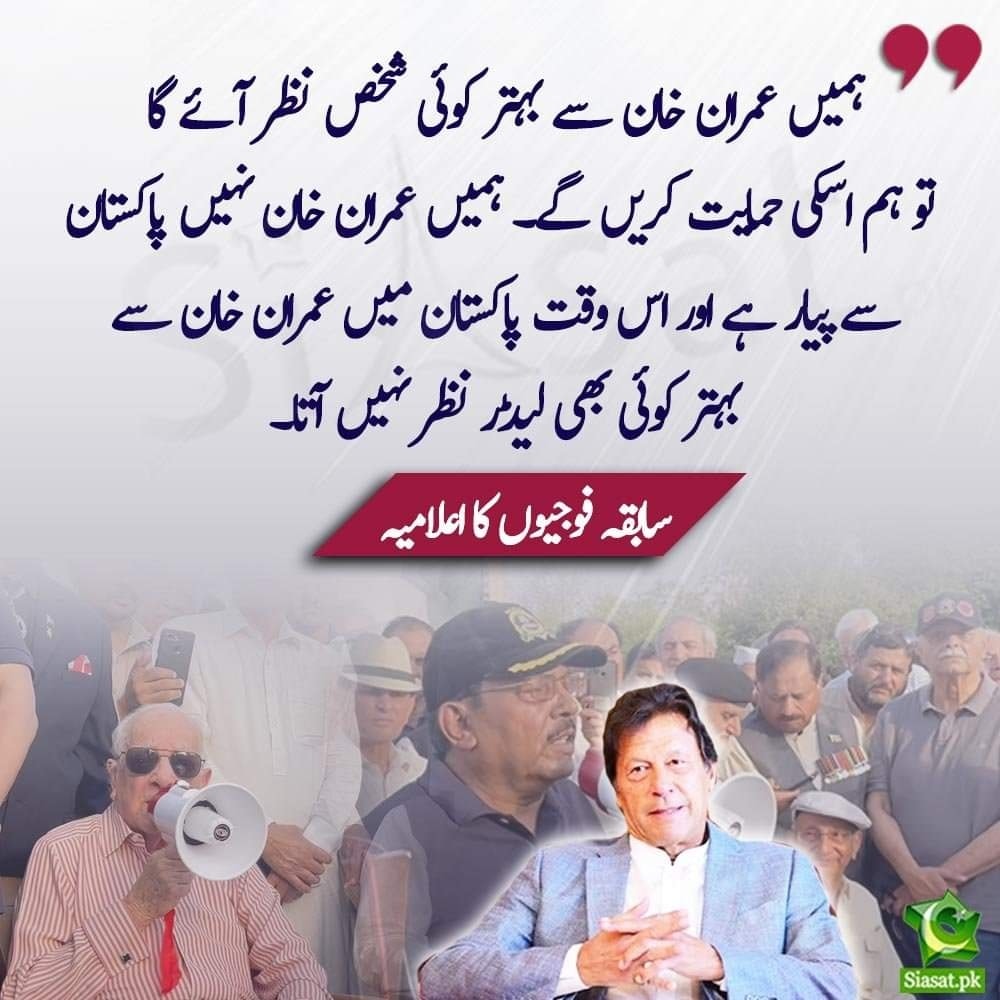 ہمیں عمران خان سے بہتر کوئی شخص نظر آئے گا
تو ہم اسکی حمایت کریں گے۔ ہمیں عمران خان نہیں پاکستان
سے پیار ہے اور اس وقت پاکستان میں عمران خان سے
بہتر کوئی بھی لیڈر نظر نہیں آتا۔
سابقہ فوجیوں کا اعلامیہ
Siasat.pk